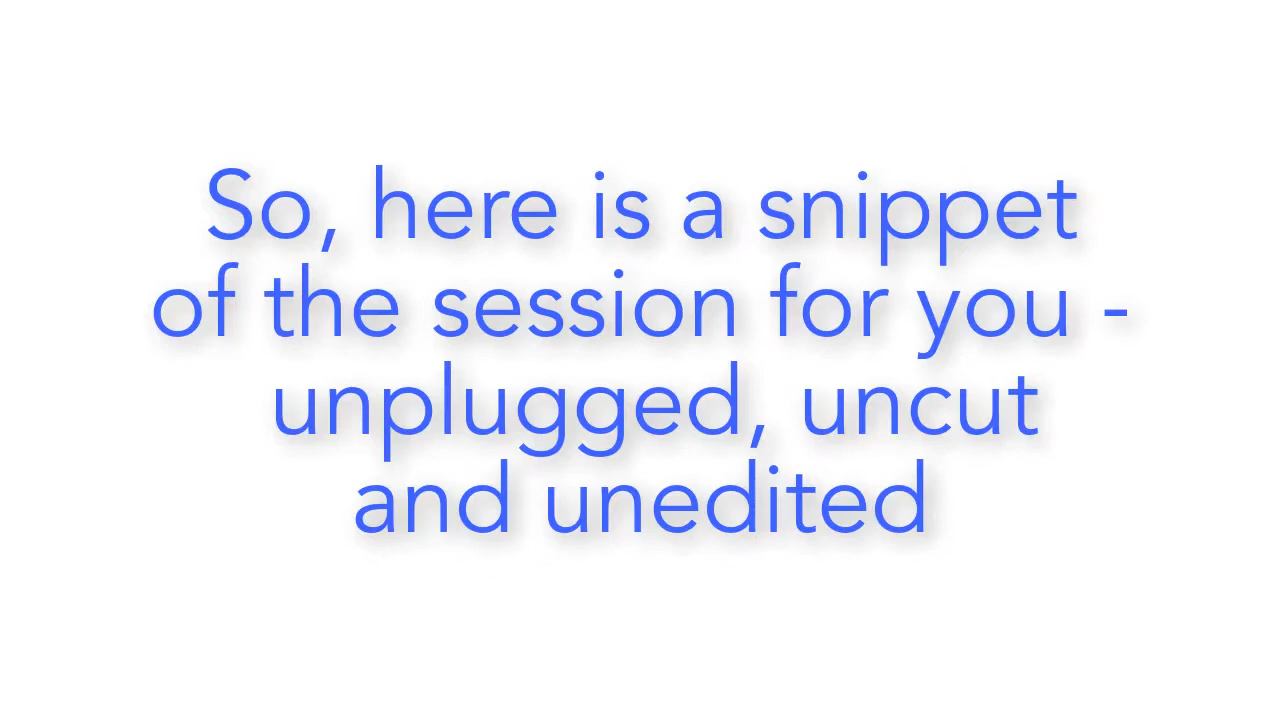 So, here is a snippet
of the session for you -
unplugged, uncut
and unedited